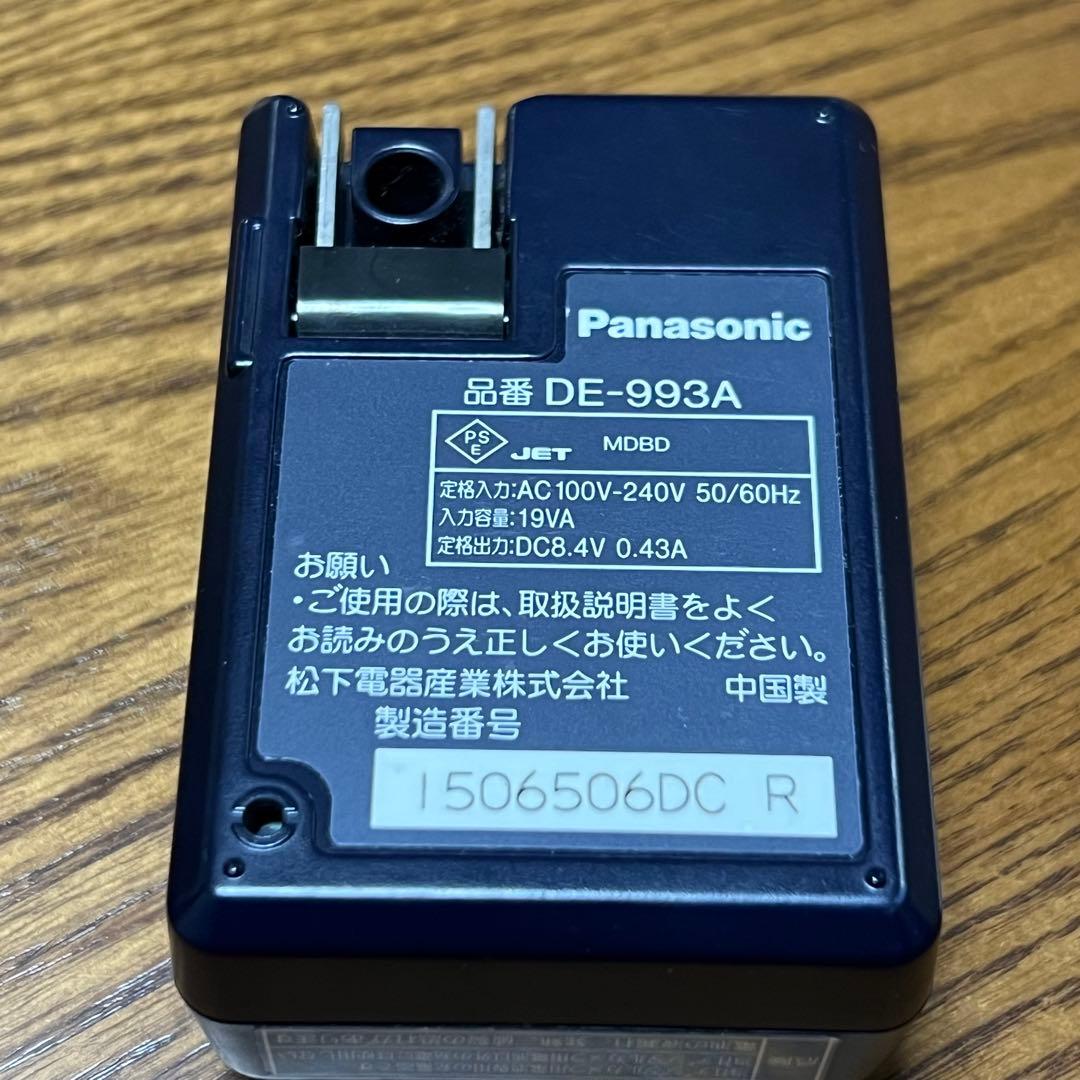 Panasonic
品番 DE-993A
PS
E
JET MDBD
定格入力:AC100V-240V 50/60Hz
入力容量:19VA
定格出力:DC8.4V 0.43A
お願い
・ご使用の際は、取扱説明書をよく
お読みのうえ正しくお使いください。
松下電器産業株式会社 中国製
製造番号
1506506DC R